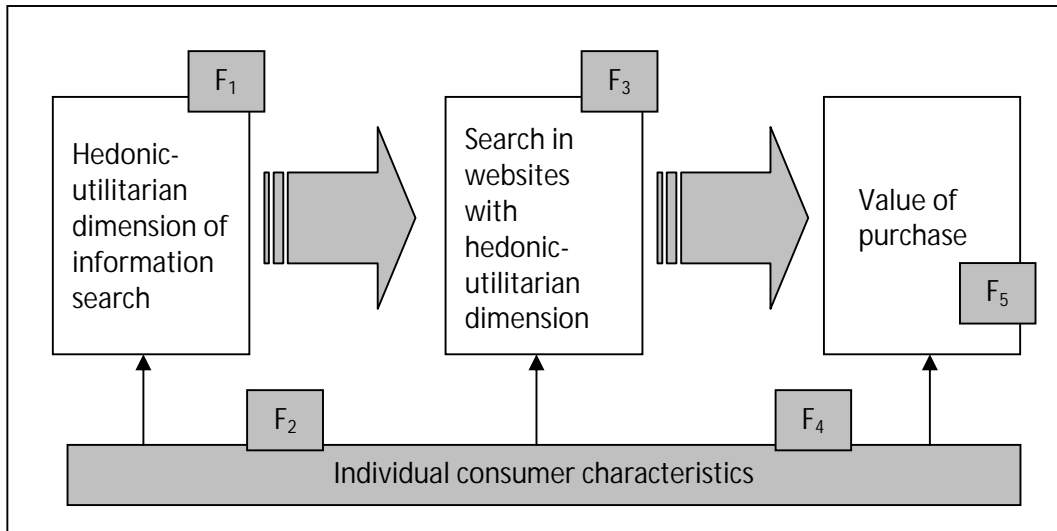 F₁
Hedonic-
utilitarian
dimension of
information
search
F₃
Search in
websites
with
hedonic-
utilitarian
dimension
Value of
purchase
F₅
F₂
F₄
Individual consumer characteristics